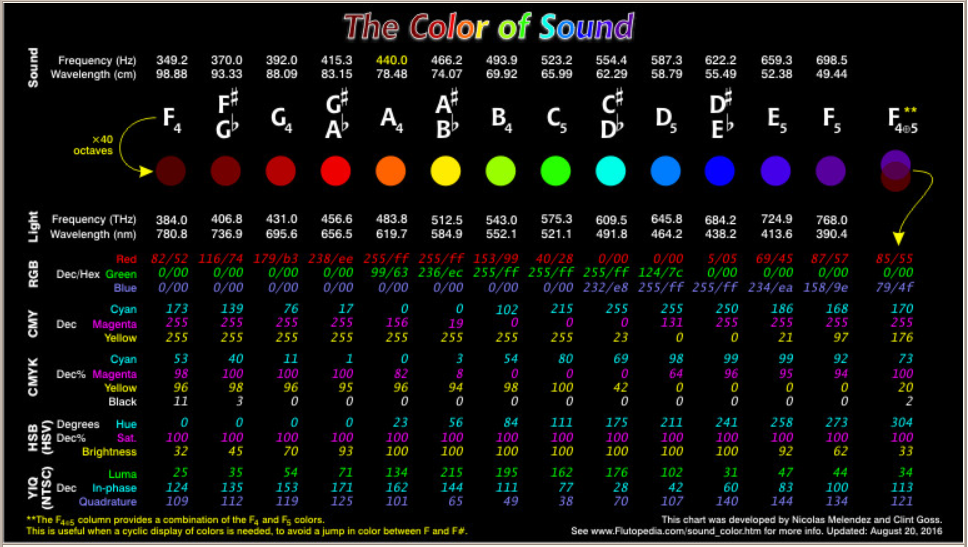 The Color of Sound
Sound
Frequency (Hz) 349.2 370.0 392.0 415.3 440.0 466.2 493.9 523.2 554.4 587.3 622.2 659.3 698.5
Wavelength (cm) 98.88 93.33 88.09 83.15 78.48 74.07 69.92 65.99 62.29 58.79 55.49 52.38 49.44
F4 F♯ G♭ G4 G♯ A♭ A4 A♯ B♭ B4 C5 C♯ D♭ D5 D♯ E♭ E5 F5 F4⊕5**
×40
octaves
Light
Frequency (THz) 384.0 406.8 431.0 456.6 483.8 512.5 543.0 575.3 609.5 645.8 684.2 724.9 768.0
Wavelength (nm) 780.8 736.9 695.6 656.5 619.7 584.9 552.1 521.1 491.8 464.2 438.2 413.6 390.4
RGB
Red 82/52 116/74 179/b3 238/ee 255/ff 255/ff 153/99 40/28 0/00 0/00 5/05 69/45 87/57 85/55
Dec/Hex Green 0/00 0/00 0/00 0/00 99/63 236/ec 255/ff 255/ff 255/ff 124/7c 0/00 0/00 0/00 0/00
Blue 0/00 0/00 0/00 0/00 0/00 0/00 0/00 0/00 232/e8 255/ff 255/ff 234/ea 158/9e 79/4f
CMY
Cyan 173 139 76 17 0 0 102 215 255 255 250 186 168 170
Dec Magenta 255 255 255 255 156 19 0 0 0 131 255 255 255 255
Yellow 255 255 255 255 255 255 255 255 23 0 0 21 97 176
CMYK
Cyan 53 40 11 1 0 3 54 80 69 98 99 99 92 73
Dec% Magenta 98 100 100 100 82 8 0 0 0 64 96 95 94 100
Yellow 96 98 96 95 96 94 98 100 42 0 0 0 0 20
Black 11 3 0 0 0 0 0 0 0 0 0 0 0 2
HSB
(HSV)
Degrees Hue 0 0 0 0 23 56 84 111 175 211 241 258 273 304
Dec% Sat. 100 100 100 100 100 100 100 100 100 100 100 100 100 100
Brightness 32 45 70 93 100 100 100 100 100 100 100 92 62 33
YIQ
(NTSC)
Luma 25 35 54 71 134 215 195 162 176 102 31 47 44 34
Dec In-phase 124 135 153 171 162 144 111 77 28 42 60 83 100 113
Quadrature 109 112 119 125 101 65 49 38 70 107 140 144 134 121
**The F4⊕5 column provides a combination of the F4 and F5 colors.
This is useful when a cyclic display of colors is needed, to avoid a jump in color between F and F#.
This chart was developed by Nicolas Melendez and Clint Goss.
See www.Flutopedia.com/sound_color.htm for more info. Updated: August 20, 2016